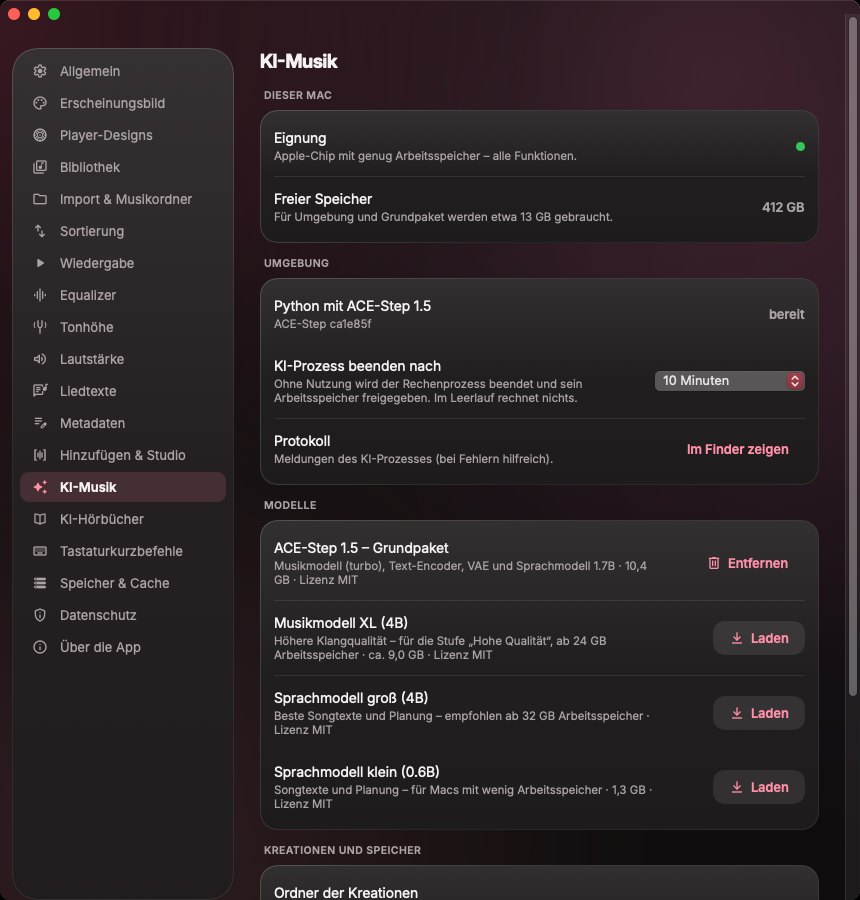 KI-Musik
Allgemein
Erscheinungsbild
Player-Designs
Bibliothek
Import & Musikordner
Sortierung
Wiedergabe
Equalizer
Tonhöhe
Lautstärke
Liedtexte
Metadaten
Hinzufügen & Studio
KI-Musik
KI-Hörbücher
Tastaturkurzbefehle
Speicher & Cache
Datenschutz
Über die App
DIESER MAC
Eignung
Apple-Chip mit genug Arbeitsspeicher – alle Funktionen.
Freier Speicher
Für Umgebung und Grundpaket werden etwa 13 GB gebraucht.
412 GB
UMGEBUNG
Python mit ACE-Step 1.5
ACE-Step ca1e85f
bereit
KI-Prozess beenden nach
Ohne Nutzung wird der Rechenprozess beendet und sein
Arbeitsspeicher freigegeben. Im Leerlauf rechnet nichts.
10 Minuten
Protokoll
Meldungen des KI-Prozesses (bei Fehlern hilfreich).
Im Finder zeigen
MODELLE
ACE-Step 1.5 – Grundpaket
Musikmodell (turbo), Text-Encoder, VAE und Sprachmodell 1.7B · 10,4
GB · Lizenz MIT
Entfernen
Musikmodell XL (4B)
Höhere Klangqualität – für die Stufe „Hohe Qualität“, ab 24 GB
Arbeitsspeicher · ca. 9,0 GB · Lizenz MIT
Laden
Sprachmodell groß (4B)
Beste Songtexte und Planung – empfohlen ab 32 GB Arbeitsspeicher ·
Lizenz MIT
Laden
Sprachmodell klein (0.6B)
Songtexte und Planung – für Macs mit wenig Arbeitsspeicher · 1,3 GB ·
Lizenz MIT
Laden
KREATIONEN UND SPEICHER
Ordner der Kreationen